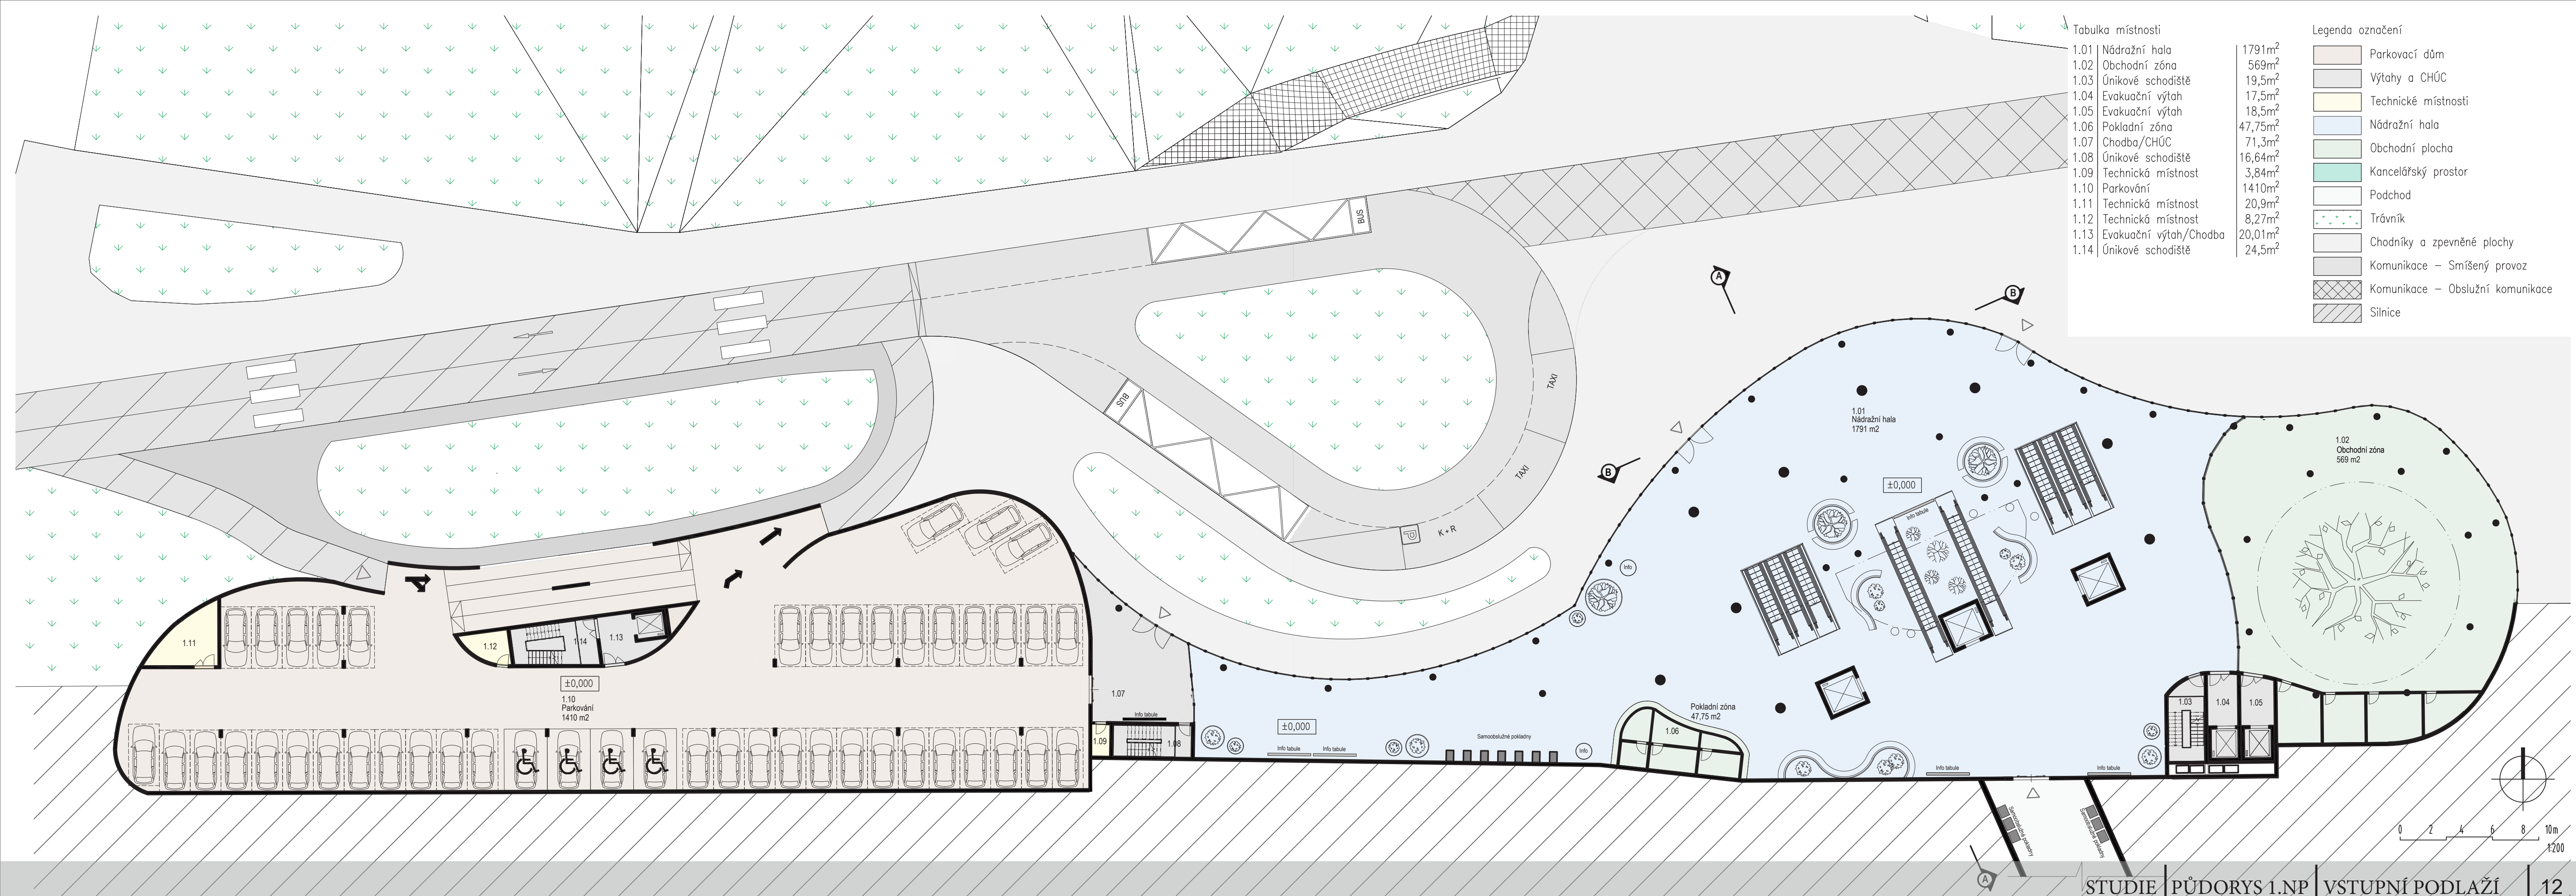 Tabulka místnosti
1.01 Nádražní hala 1791m²
1.02 Obchodní zóna 569m²
1.03 Únikové schodiště 19,5m²
1.04 Evakuační výtah 17,5m²
1.05 Evakuační výtah 18,5m²
1.06 Pokladní zóna 47,75m²
1.07 Chodba/CHÚC 71,3m²
1.08 Únikové schodiště 16,64m²
1.09 Technická místnost 3,84m²
1.10 Parkování 1410m²
1.11 Technická místnost 20,9m²
1.12 Technická místnost 8,27m²
1.13 Evakuační výtah/Chodba 20,01m²
1.14 Únikové schodiště 24,5m²
Legenda označení
Parkovací dům
Výtahy a CHÚC
Technické místnosti
Nádražní hala
Obchodní plocha
Kancelářský prostor
Podchod
Trávník
Chodníky a zpevněné plochy
Komunikace – Smíšený provoz
Komunikace – Obslužní komunikace
Silnice
BUS
BUS
TAXI
TAXI
K+R
A
B
B
A
1.01
Nádražní hala
1791 m2
±0,000
Info tabule
Info
1.02
Obchodní zóna
569 m2
1.11
1.12
1.14
1.13
±0,000
1.10
Parkování
1410 m2
1.07
Info tabule
1.09
1.08
±0,000
Info tabule
Info tabule
Samoobslužné pokladny
Info
Pokladní zóna
47,75 m2
1.06
1.03
1.04
1.05
Info tabule
Info tabule
Samoobslužné pokladny
Samoobslužné pokladny
0 2 4 6 8 10m
1:200
STUDIE | PŮDORYS 1.NP | VSTUPNÍ PODLAŽÍ | 12